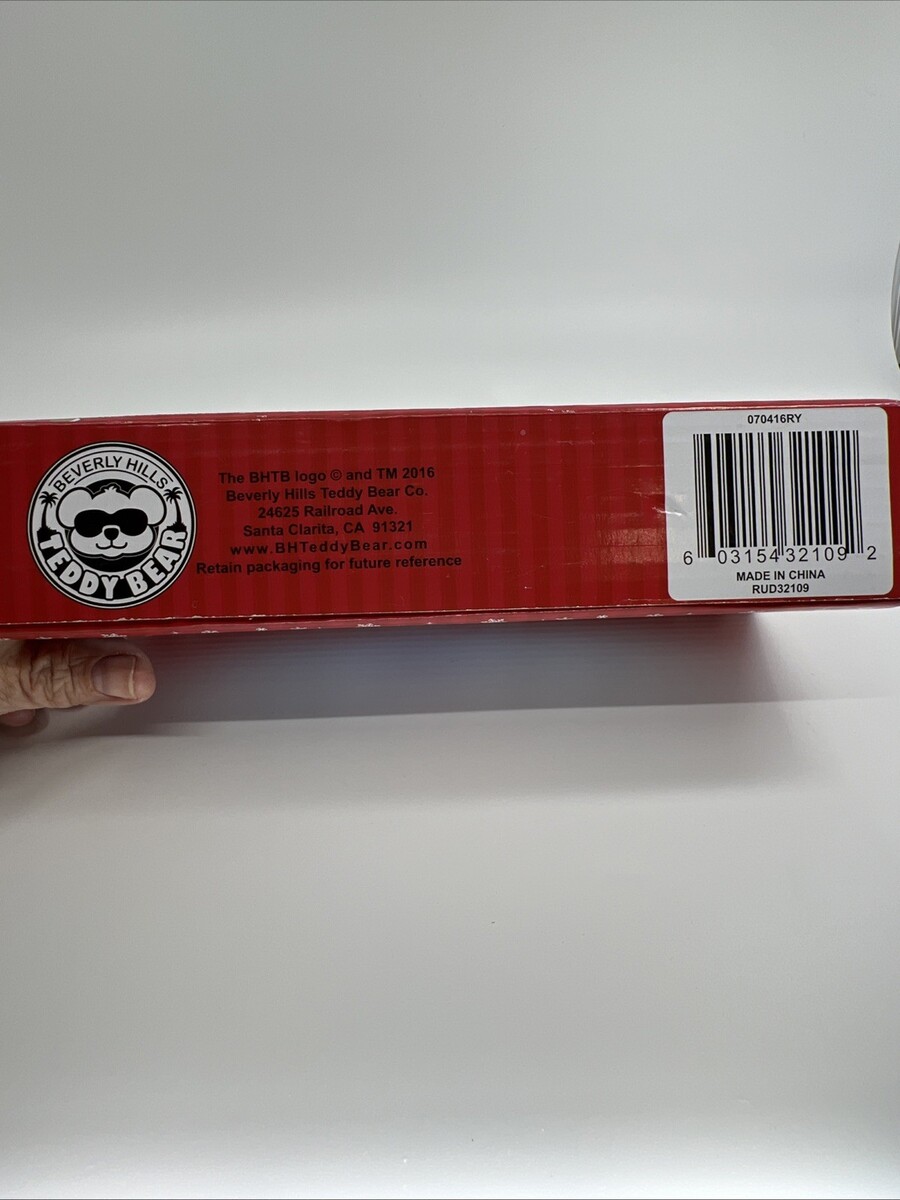 BEVERLY HILLS
TEDDY BEAR
The BHTB logo © and TM 2016
Beverly Hills Teddy Bear Co.
24625 Railroad Ave.
Santa Clarita, CA 91321
www.BHTeddyBear.com
Retain packaging for future reference
070416RY
6 03154 32109 2
MADE IN CHINA
RUD32109